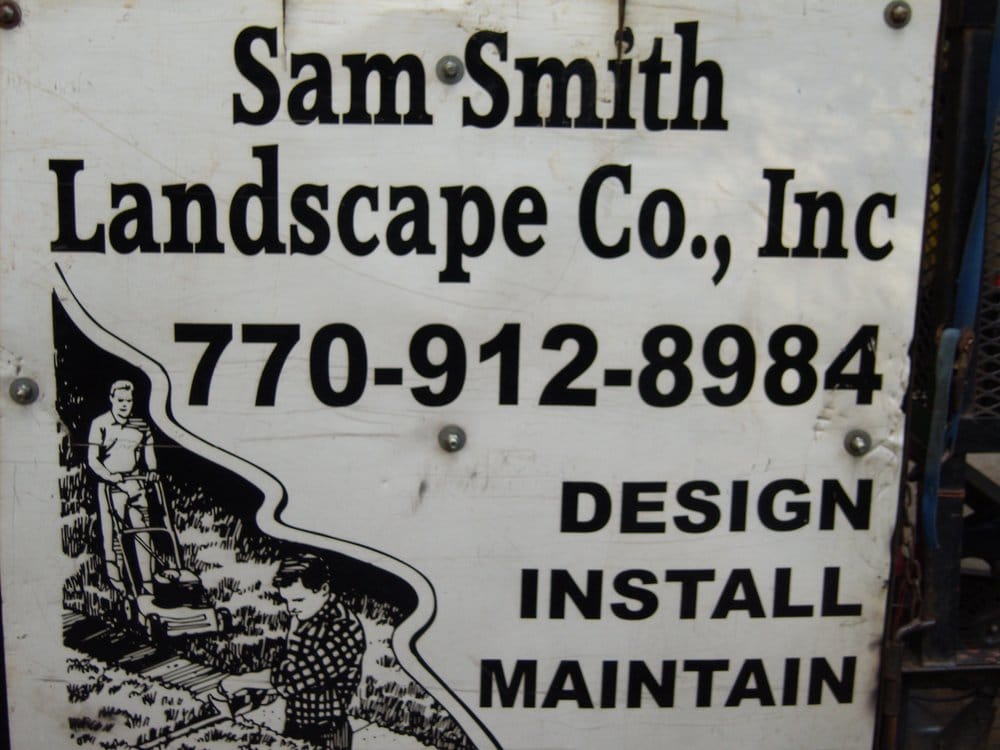 Sam Smith
Landscape Co., Inc
770-912-8984
DESIGN
INSTALL
MAINTAIN